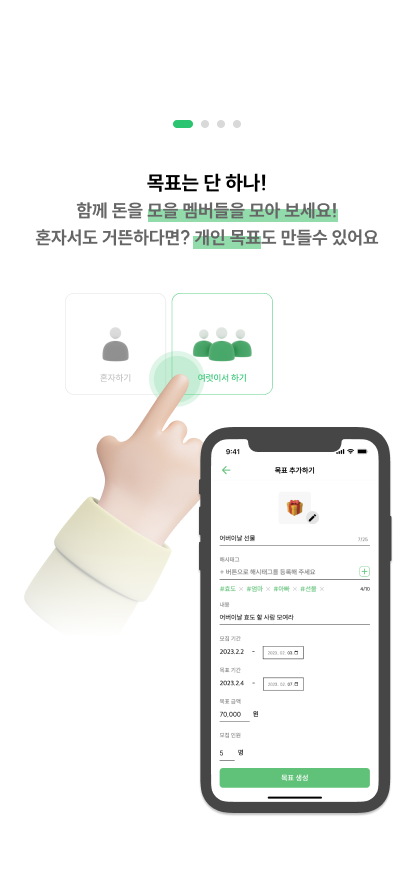 목표는 단 하나!
함께 돈을 모을 멤버들을 모아 보세요!
혼자서도 거뜬하다면? 개인 목표도 만들수 있어요
혼자하기
여럿이서 하기
9:41
목표 추가하기
어버이날 선물
7/25
해시태그
+ 버튼으로 해시태그를 등록해 주세요
#효도 × #엄마 × #아빠 × #선물 ×
4/10
내용
어버이날 효도 할 사람 모여라
모집 기간
2023.2.2 ~ 2023. 02. 03.
목표 기간
2023.2.4 ~ 2023. 02. 07.
목표 금액
70,000 원
모집 인원
5 명
목표 생성